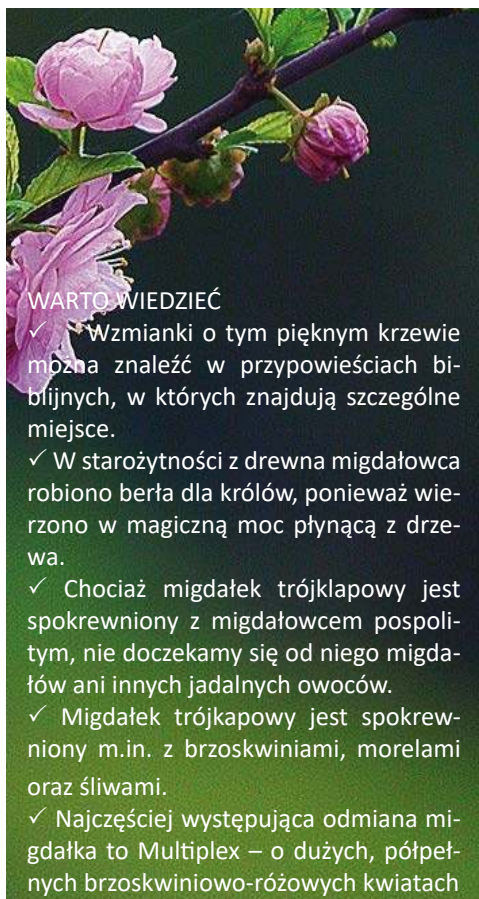 WARTO WIEDZIEĆ
✓ Wzmianki o tym pięknym krzewie
można znaleźć w przypowieściach bi-
blijnych, w których znajdują szczególne
miejsce.
✓ W starożytności z drewna migdałowca
robiono berła dla królów, ponieważ wie-
rzono w magiczną moc płynącą z drze-
wa.
✓ Chociaż migdałek trójklapowy jest
spokrewniony z migdałowcem pospoli-
tym, nie doczekamy się od niego migda-
łów ani innych jadalnych owoców.
✓ Migdałek trójkapowy jest spokrew-
niony m.in. z brzoskwiniami, morelami
oraz śliwami.
✓ Najczęściej występująca odmiana mi-
gdałka to Multiplex – o dużych, półpeł-
nych brzoskwiniowo-różowych kwiatach